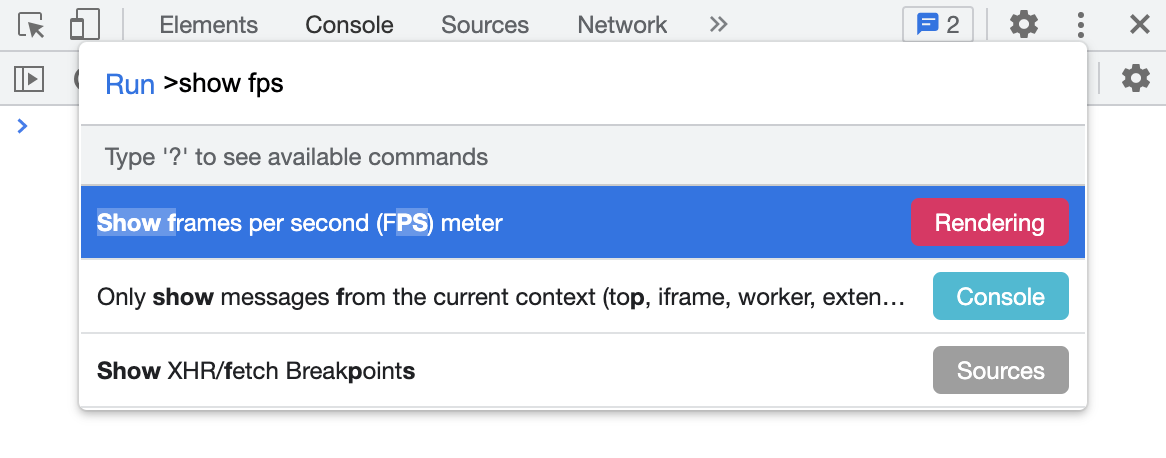 Elements Console Sources Network 2
Run >show fps
Type '?' to see available commands
Show frames per second (FPS) meter Rendering
Only show messages from the current context (top, iframe, worker, exten… Console
Show XHR/fetch Breakpoints Sources